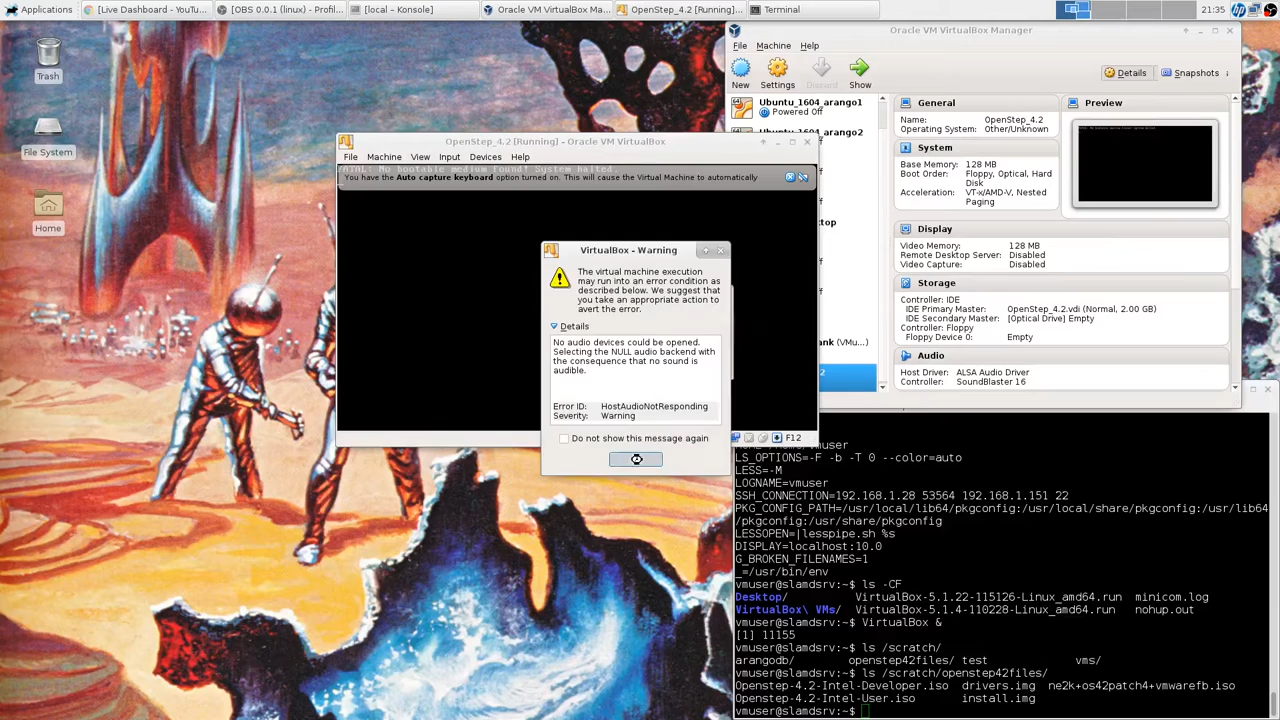 Applications
[Live Dashboard - YouTu...
[OBS 0.0.1 (linux) - Profil...
[local – Konsole]
Oracle VM VirtualBox Ma...
OpenStep_4.2 [Running]...
Terminal
21:35
Trash
File System
Home
Oracle VM VirtualBox Manager
File Machine Help
New Settings Discard Show
Details Snapshots
Ubuntu_1604_arango1
Powered Off
Ubuntu_1604_arango2
General
Name: OpenStep_4.2
Operating System: Other/Unknown
System
Base Memory: 128 MB
Boot Order: Floppy, Optical, Hard
Disk
Acceleration: VT-x/AMD-V, Nested
Paging
Preview
Display
Video Memory: 128 MB
Remote Desktop Server: Disabled
Video Capture: Disabled
Storage
Controller: IDE
IDE Primary Master: OpenStep_4.2.vdi (Normal, 2.00 GB)
IDE Secondary Master: [Optical Drive] Empty
Controller: Floppy
Floppy Device 0: Empty
Audio
Host Driver: ALSA Audio Driver
Controller: SoundBlaster 16
OpenStep_4.2 [Running] - Oracle VM VirtualBox
File Machine View Input Devices Help
FATAL: No bootable medium found! System halted.
You have the Auto capture keyboard option turned on. This will cause the Virtual Machine to automatically
F12
VirtualBox - Warning
The virtual machine execution
may run into an error condition as
described below. We suggest that
you take an appropriate action to
avert the error.
Details
No audio devices could be opened.
Selecting the NULL audio backend with
the consequence that no sound is
audible.
Error ID: HostAudioNotResponding
Severity: Warning
Do not show this message again
LS_OPTIONS=-F -b -T 0 --color=auto
LESS=-M
LOGNAME=vmuser
SSH_CONNECTION=192.168.1.28 53564 192.168.1.151 22
PKG_CONFIG_PATH=/usr/local/lib64/pkgconfig:/usr/local/share/pkgconfig:/usr/lib64
/pkgconfig:/usr/share/pkgconfig
LESSOPEN=|lesspipe.sh %s
DISPLAY=localhost:10.0
G_BROKEN_FILENAMES=1
_=/usr/bin/env
vmuser@slamdsrv:~$ ls -CF
Desktop/ VirtualBox-5.1.22-115126-Linux_amd64.run minicom.log
VirtualBox\ VMs/ VirtualBox-5.1.4-110228-Linux_amd64.run nohup.out
vmuser@slamdsrv:~$ VirtualBox &
[1] 11155
vmuser@slamdsrv:~$ ls /scratch/
arangodb/ openstep42files/ test vms/
vmuser@slamdsrv:~$ ls /scratch/openstep42files/
Openstep-4.2-Intel-Developer.iso drivers.img ne2k+os42patch4+vmwarefb.iso
Openstep-4.2-Intel-User.iso install.img
vmuser@slamdsrv:~$